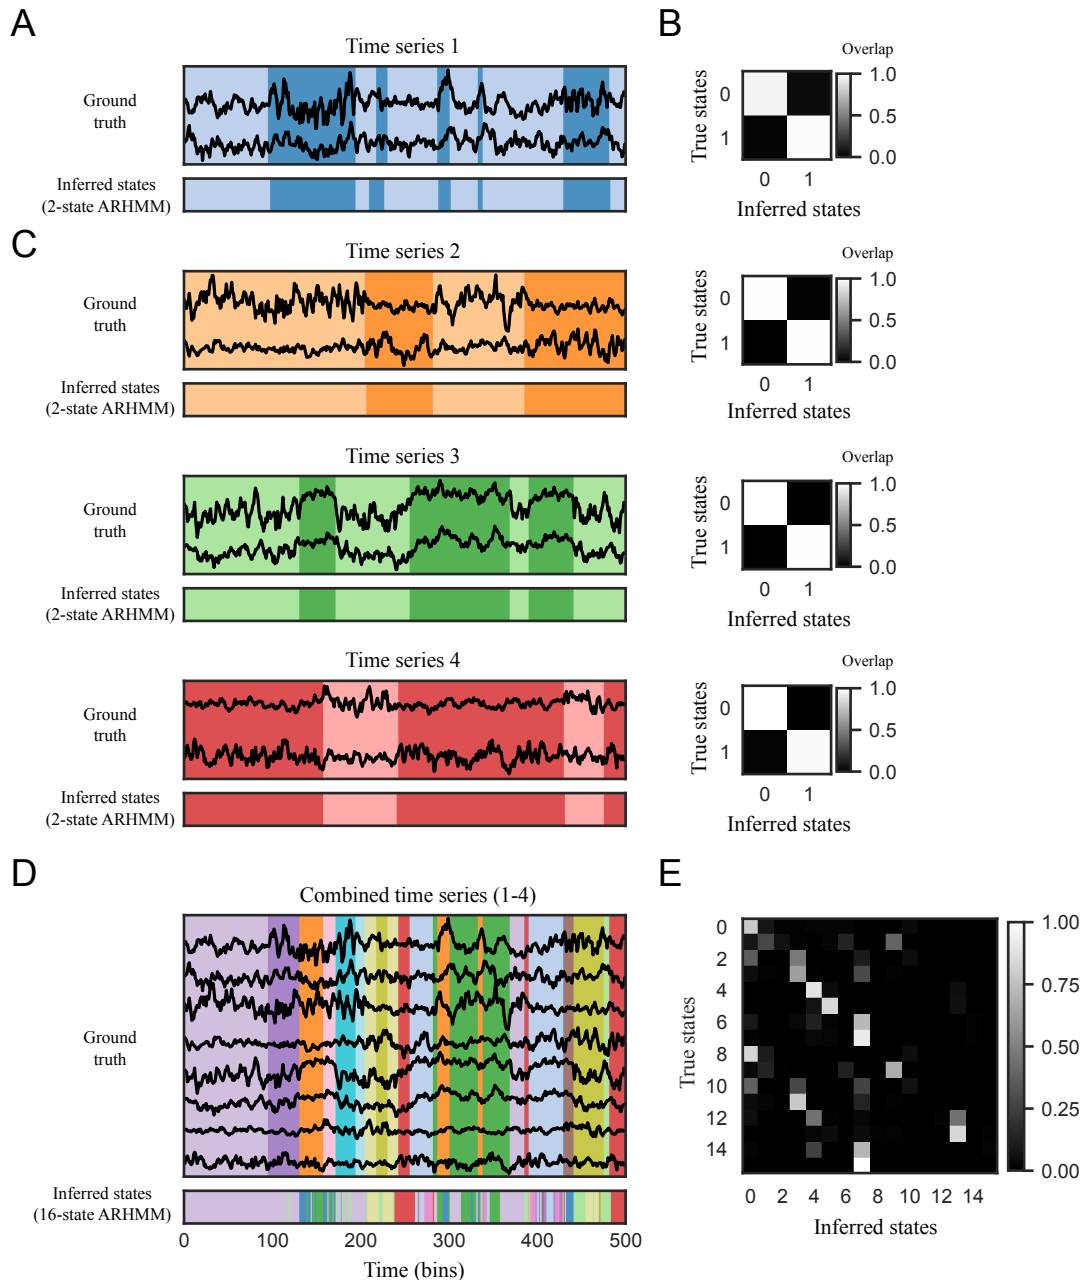 A
B
Time series 1
Overlap
Ground
truth
True states
0
1
1.0
0.5
0.0
0 1
Inferred states
(2-state ARHMM)
Inferred states
C
Time series 2
Overlap
Ground
truth
True states
0
1
1.0
0.5
0.0
0 1
Inferred states
(2-state ARHMM)
Inferred states
Time series 3
Overlap
Ground
truth
True states
0
1
1.0
0.5
0.0
0 1
Inferred states
(2-state ARHMM)
Inferred states
Time series 4
Overlap
Ground
truth
True states
0
1
1.0
0.5
0.0
0 1
Inferred states
(2-state ARHMM)
Inferred states
D
Combined time series (1-4)
Ground
truth
Inferred states
(16-state ARHMM)
0 100 200 300 400 500
Time (bins)
E
True states
0
2
4
6
8
10
12
14
1.00
0.75
0.50
0.25
0.00
0 2 4 6 8 10 12 14
Inferred states